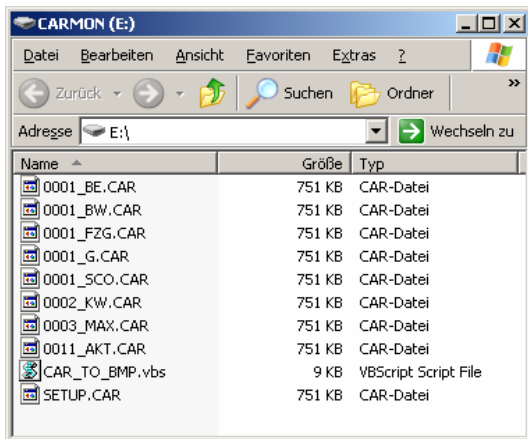 CARMON (E:)
Datei Bearbeiten Ansicht Favoriten Extras ?
Zurück Suchen Ordner »
Adresse E:\ Wechseln zu
Name Größe Typ
0001_BE.CAR 751 KB CAR-Datei
0001_BW.CAR 751 KB CAR-Datei
0001_FZG.CAR 751 KB CAR-Datei
0001_G.CAR 751 KB CAR-Datei
0001_SCO.CAR 751 KB CAR-Datei
0002_KW.CAR 751 KB CAR-Datei
0003_MAX.CAR 751 KB CAR-Datei
0011_AKT.CAR 751 KB CAR-Datei
CAR_TO_BMP.vbs 9 KB VBScript Script File
SETUP.CAR 751 KB CAR-Datei